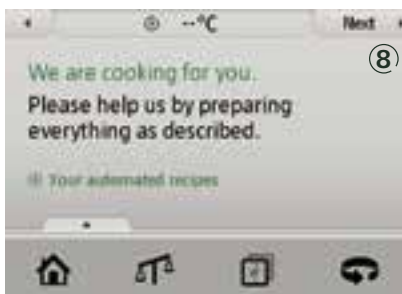 --°C
Next
⑧
We are cooking for you.
Please help us by preparing
everything as described.
Your automated recipes